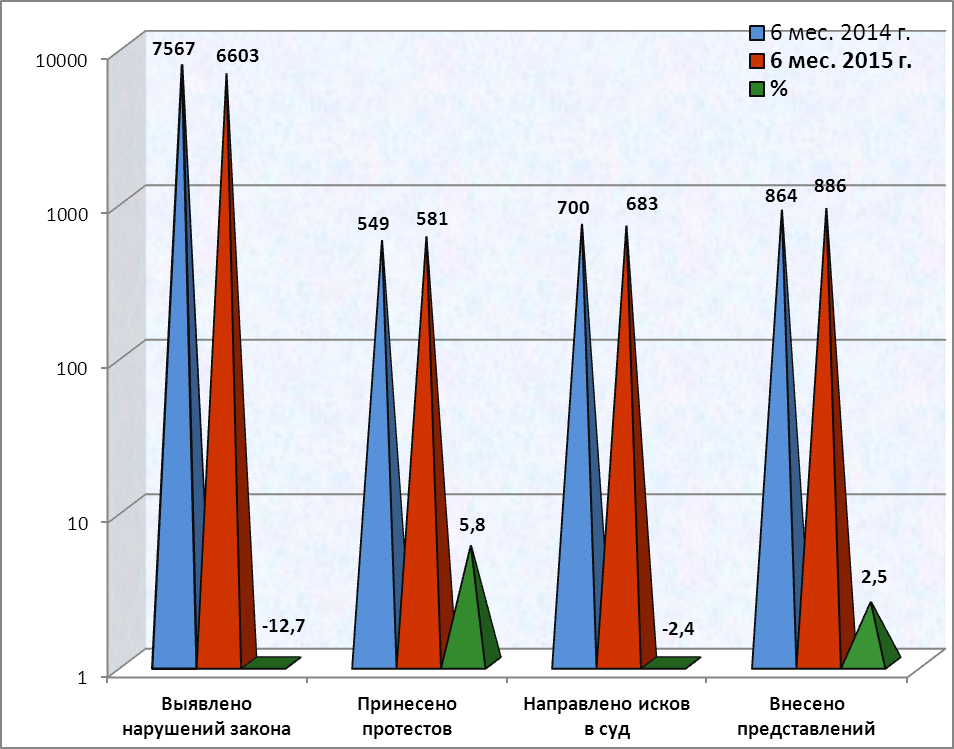 6 мес. 2014 г.
6 мес. 2015 г.
%
10000
1000
100
10
1
7567
6603
-12,7
549
581
5,8
700
683
-2,4
864
886
2,5
Выявлено
нарушений закона
Принесено
протестов
Направлено исков
в суд
Внесено
представлений